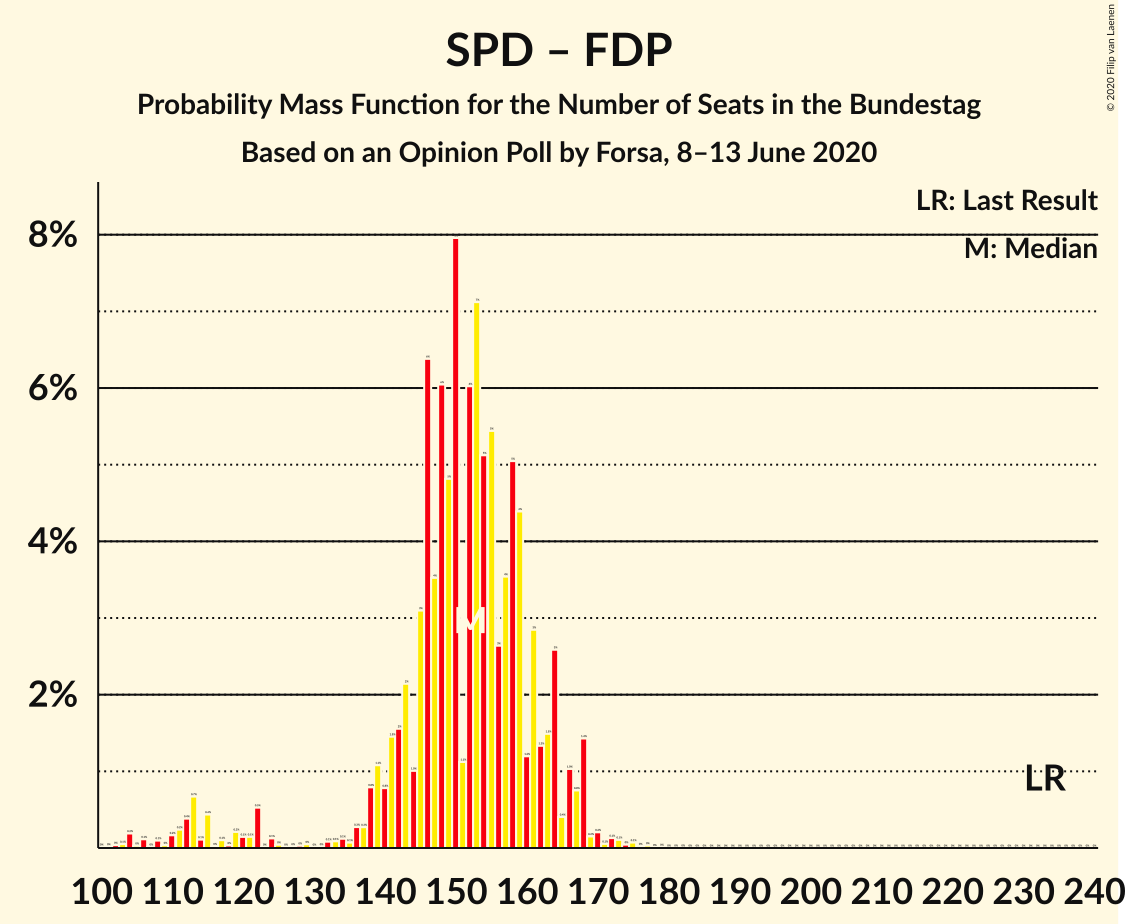 SPD – FDP
Probability Mass Function for the Number of Seats in the Bundestag
Based on an Opinion Poll by Forsa, 8–13 June 2020
© 2020 Filip van Laenen
LR: Last Result
M: Median
8%
6%
4%
2%
M
LR
100 110 120 130 140 150 160 170 180 190 200 210 220 230 240